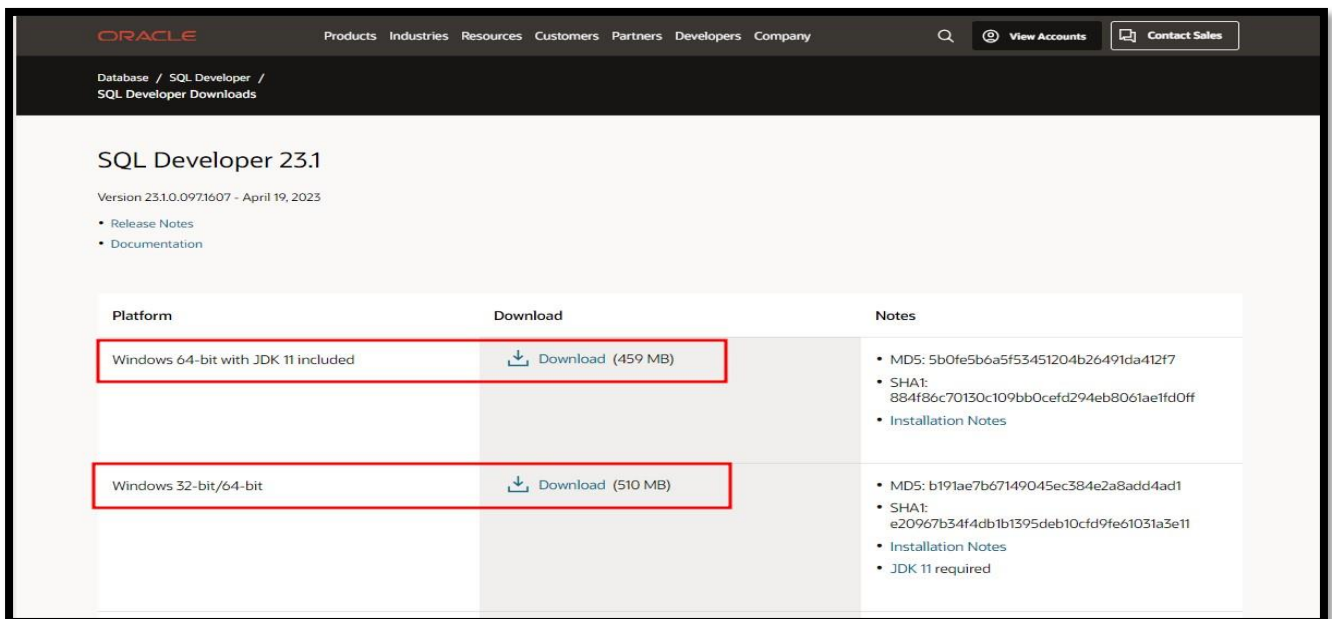 ORACLE Products Industries Resources Customers Partners Developers Company View Accounts Contact Sales
Database / SQL Developer /
SQL Developer Downloads
SQL Developer 23.1
Version 23.1.0.097.1607 - April 19, 2023
• Release Notes
• Documentation
Platform Download Notes
Windows 64-bit with JDK 11 included Download (459 MB) • MD5: 5b0fe5b6a5f53451204b26491da412f7
• SHA1:
884f86c70130c109bb0cefd294eb8061ae1fd0ff
• Installation Notes
Windows 32-bit/64-bit Download (510 MB) • MD5: b191ae7b67149045ec384e2a8add4ad1
• SHA1:
e20967b34f4db1b1395deb10cfd9fe61031a3e11
• Installation Notes
• JDK 11 required